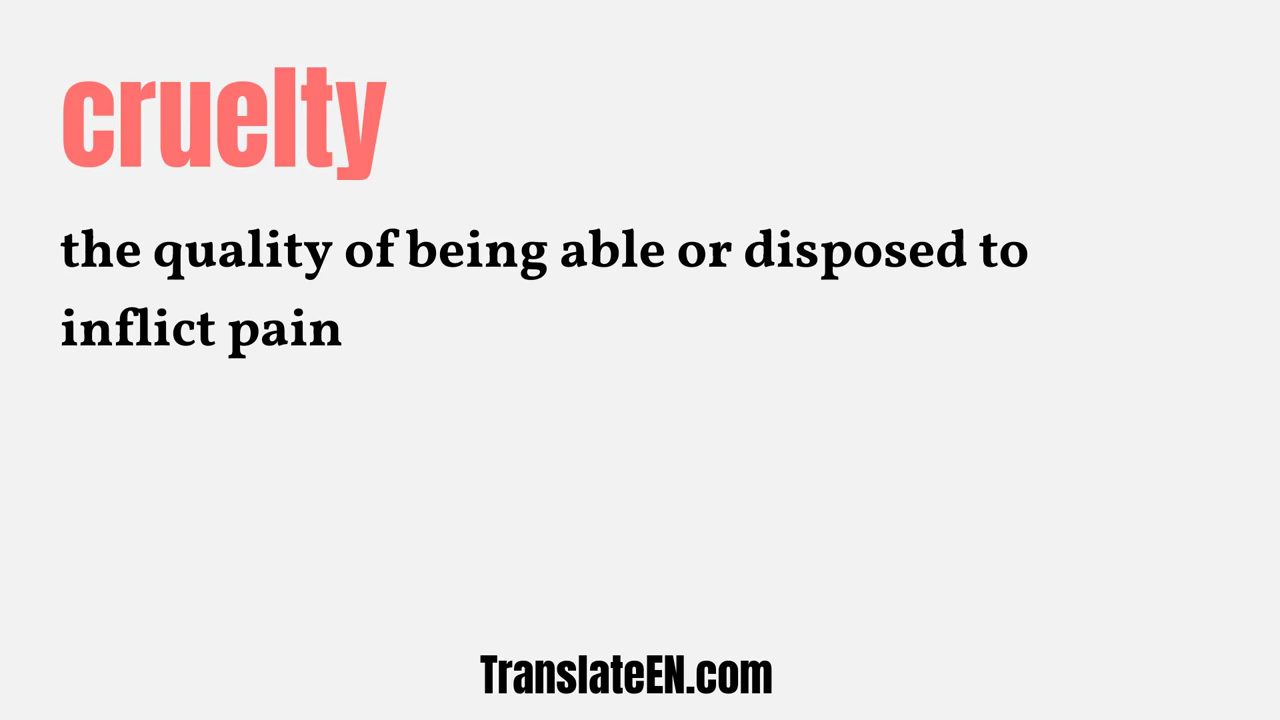 cruelty
the quality of being able or disposed to
inflict pain
TranslateEN.com